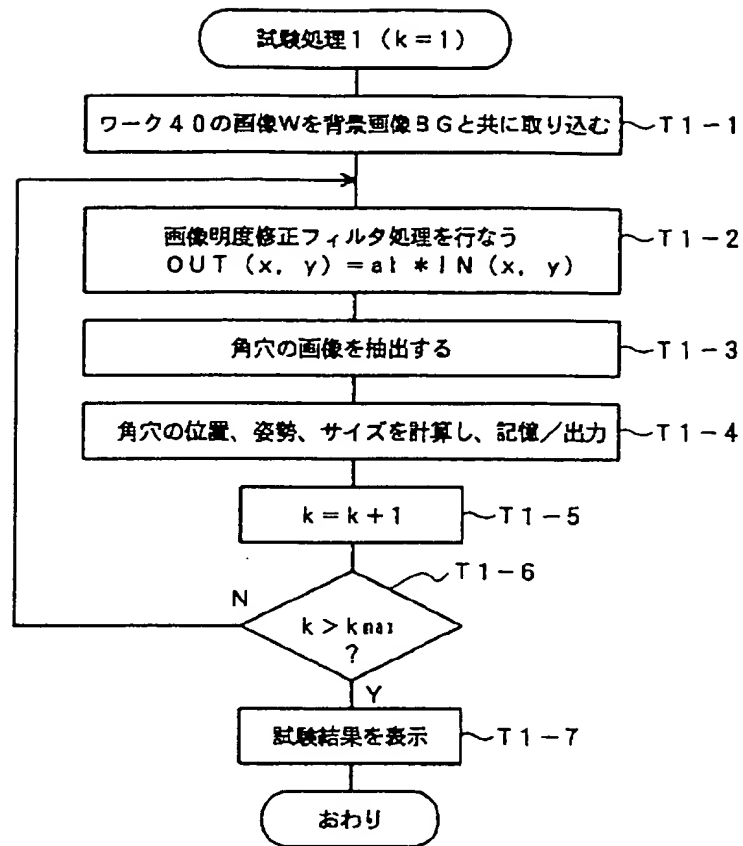 試験処理1(k=1)
ワーク40の画像Wを背景画像BGと共に取り込む
T1-1
画像明度修正フィルタ処理を行なう
OUT(x, y)=al*IN(x, y)
T1-2
角穴の画像を抽出する
T1-3
角穴の位置、姿勢、サイズを計算し、記憶/出力
T1-4
k=k+1
T1-5
T1-6
N
k>kmax
?
Y
試験結果を表示
T1-7
おわり